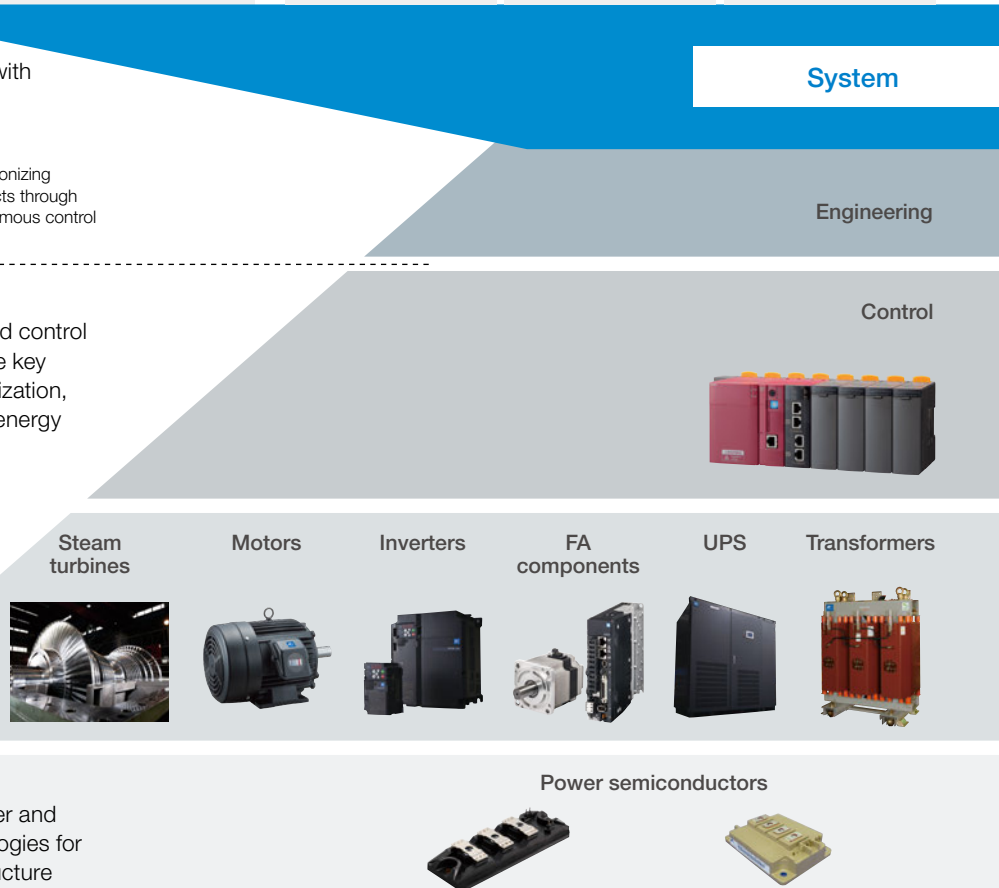 with
System
onizing
cts through
mous control
Engineering
Control
d control
e key
ization,
energy
Steam
turbines
Motors
Inverters
FA
components
UPS
Transformers
Power semiconductors
er and
ogies for
ucture